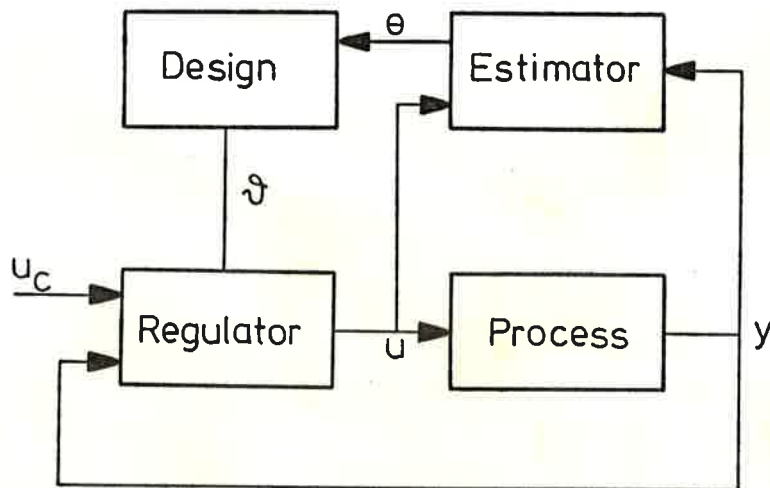 θ
Design
Estimator
ϑ
u_c
Regulator
u
Process
y